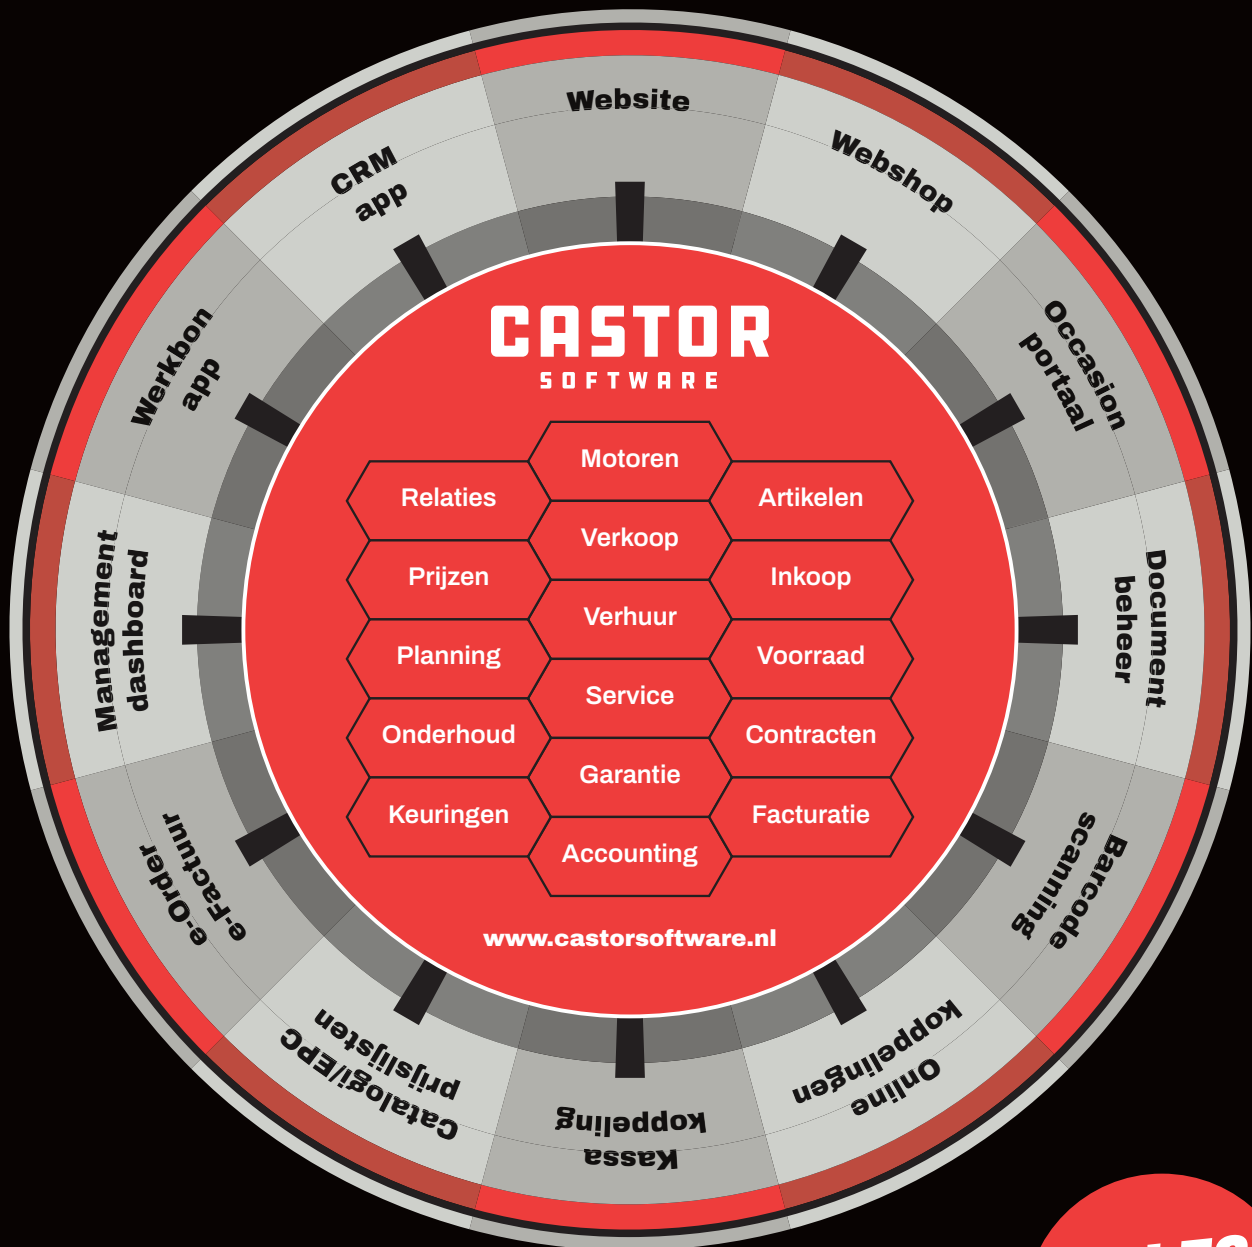 Website
Webshop
Occasion
portaal
Document
beheer
Barcode
scanning
Online
koppelingen
Kassa
koppeling
Catalogi/EPC
prijslijsten
e-Order
e-Factuur
Management
dashboard
Werkbon
app
CRM
app
CASTOR
SOFTWARE
Motoren
Relaties
Artikelen
Verkoop
Prijzen
Inkoop
Verhuur
Planning
Voorraad
Service
Onderhoud
Contracten
Garantie
Keuringen
Facturatie
Accounting
www.castorsoftware.nl